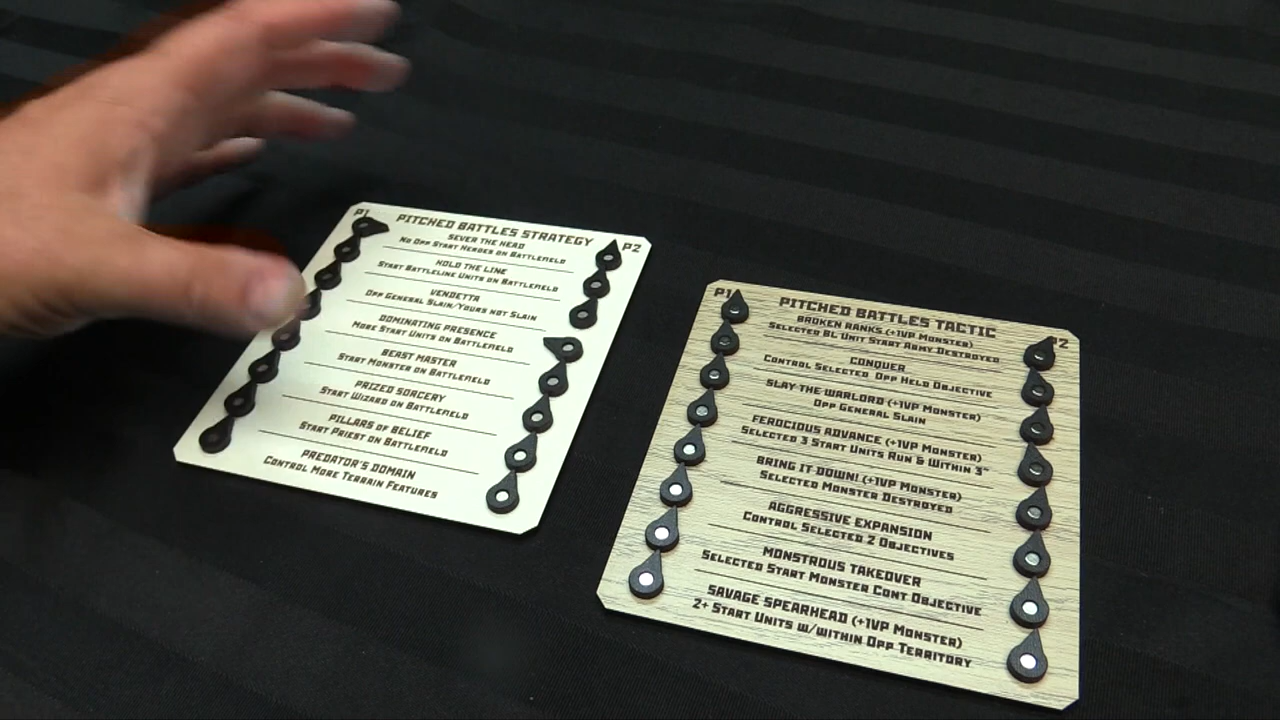 P1 PITCHED BATTLES STRATEGY P2
SEVER THE HEAD
NO OPP START HEROES ON BATTLEFIELD
HOLD THE LINE
START BATTLELINE UNITS ON BATTLEFIELD
VENDETTA
OPP GENERAL SLAIN/YOURS NOT SLAIN
DOMINATING PRESENCE
MORE START UNITS ON BATTLEFIELD
BEAST MASTER
START MONSTER ON BATTLEFIELD
PRIZED SORCERY
START WIZARD ON BATTLEFIELD
PILLARS OF BELIEF
START PRIEST ON BATTLEFIELD
PREDATOR'S DOMAIN
CONTROL MORE TERRAIN FEATURES
P1 PITCHED BATTLES TACTIC P2
BROKEN RANKS (+1VP MONSTER)
SELECTED BL UNIT START ARMY DESTROYED
CONQUER
CONTROL SELECTED OPP HELD OBJECTIVE
SLAY THE WARLORD (+1VP MONSTER)
OPP GENERAL SLAIN
FEROCIOUS ADVANCE (+1VP MONSTER)
SELECTED 3 START UNITS RUN & WITHIN 3"
BRING IT DOWN! (+1VP MONSTER)
SELECTED MONSTER DESTROYED
AGGRESSIVE EXPANSION
CONTROL SELECTED 2 OBJECTIVES
MONSTROUS TAKEOVER
SELECTED START MONSTER CONT OBJECTIVE
SAVAGE SPEARHEAD (+1VP MONSTER)
2+ START UNITS W/WITHIN OPP TERRITORY